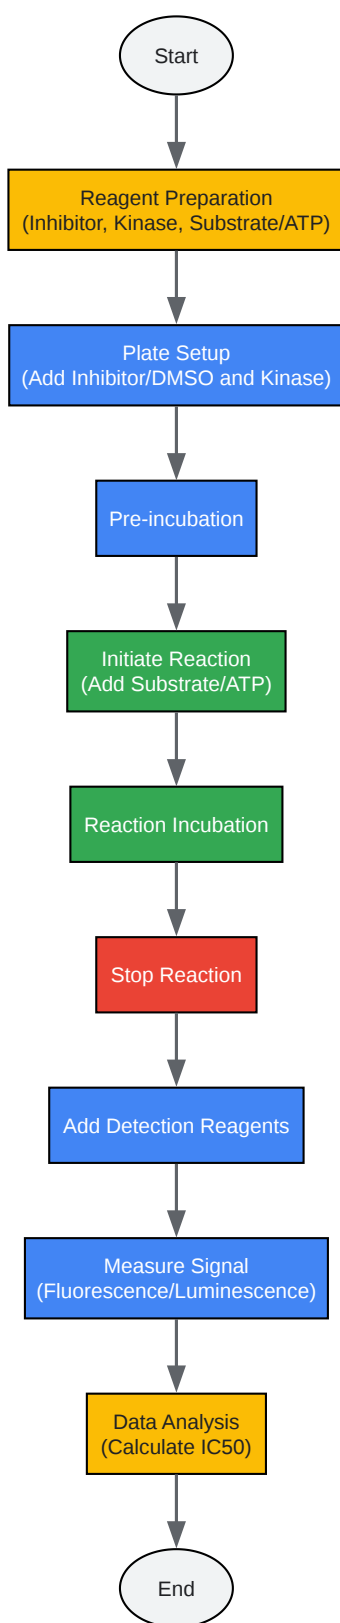 Start
Reagent Preparation
(Inhibitor, Kinase, Substrate/ATP)
Plate Setup
(Add Inhibitor/DMSO and Kinase)
Pre-incubation
Initiate Reaction
(Add Substrate/ATP)
Reaction Incubation
Stop Reaction
Add Detection Reagents
Measure Signal
(Fluorescence/Luminescence)
Data Analysis
(Calculate IC50)
End